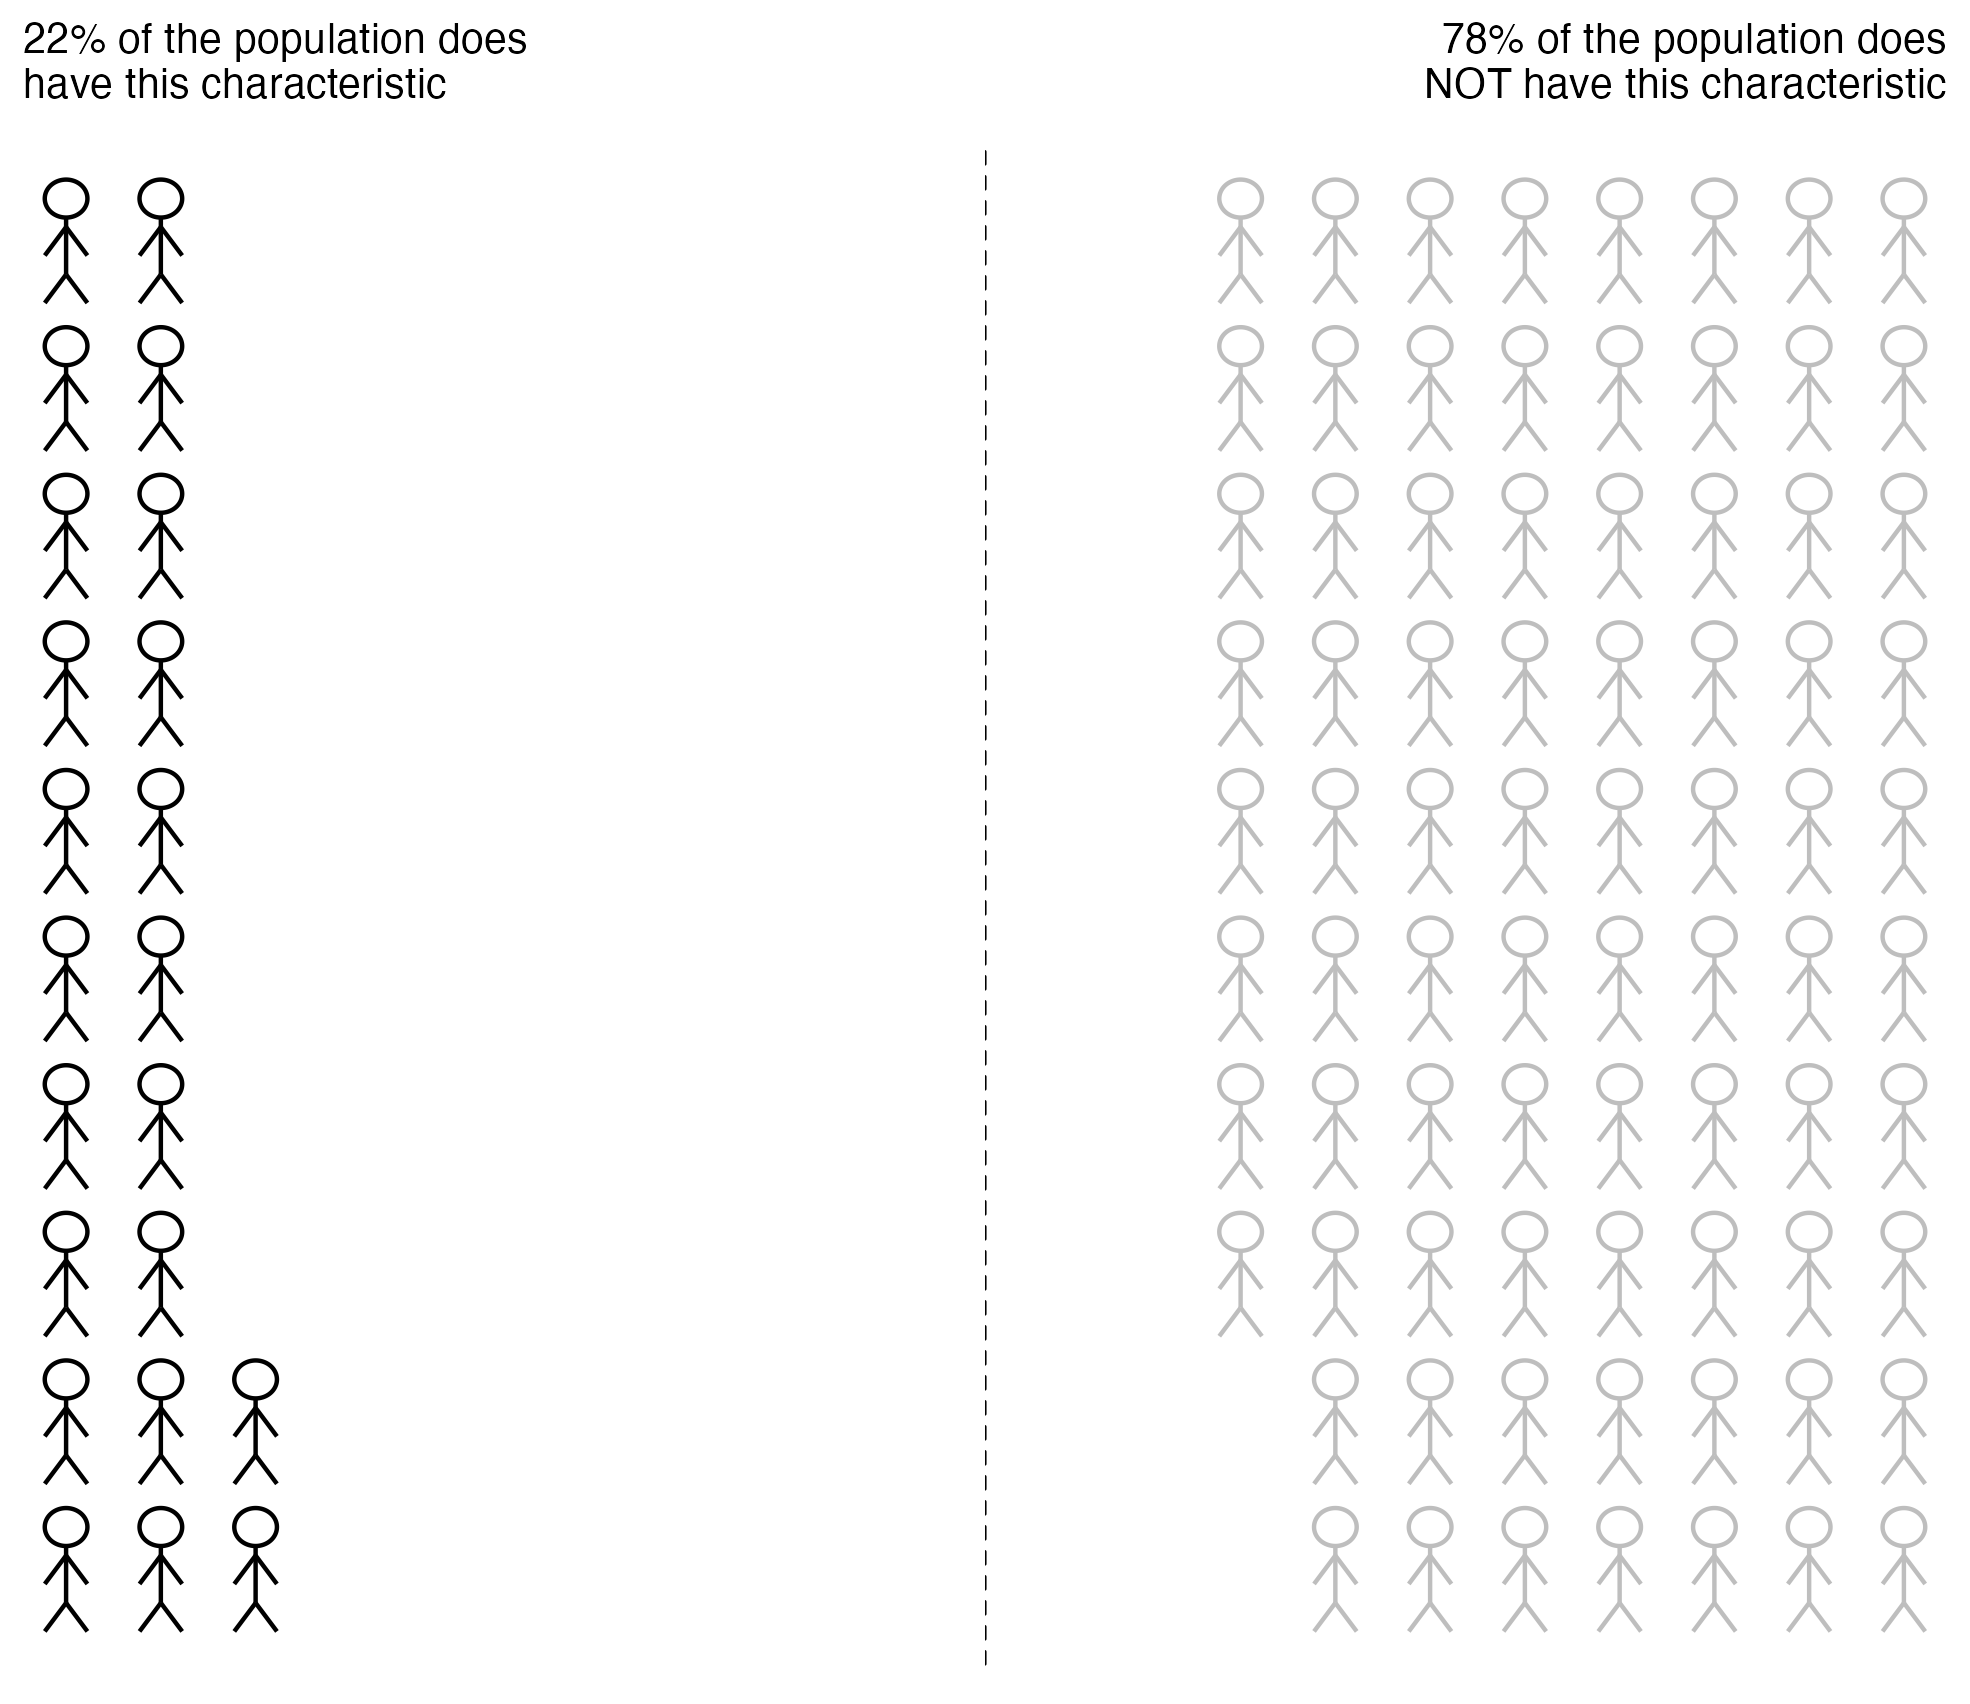 22% of the population does
have this characteristic
78% of the population does
NOT have this characteristic